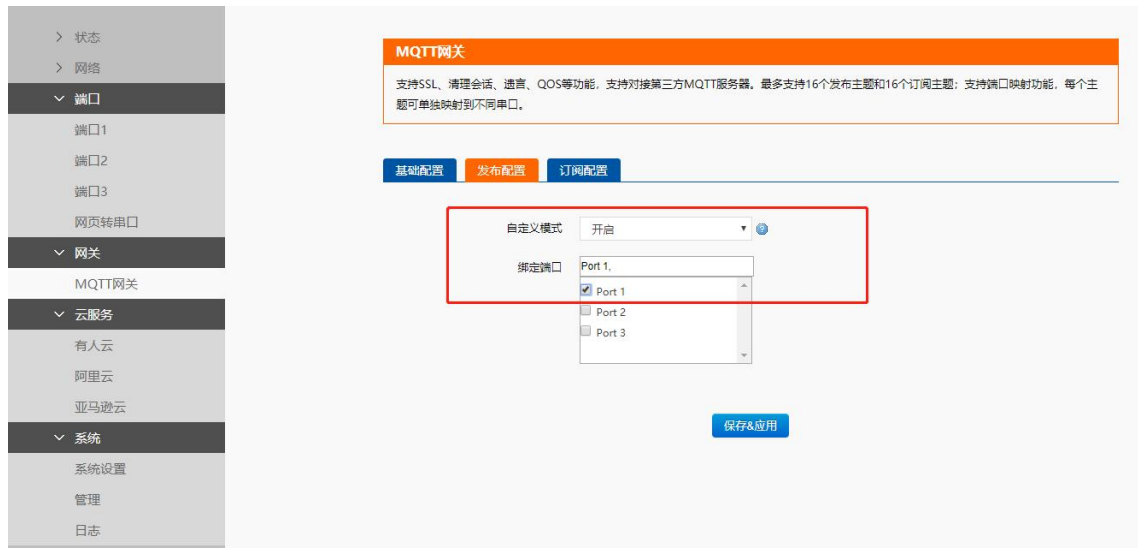 状态
网络
端口
端口1
端口2
端口3
网页转串口
网关
MQTT网关
云服务
有人云
阿里云
亚马逊云
系统
系统设置
管理
日志
MQTT网关
支持SSL、清理会话、遗言、QOS等功能，支持对接第三方MQTT服务器。最多支持16个发布主题和16个订阅主题；支持端口映射功能，每个主
题可单独映射到不同串口。
基础配置 发布配置 订阅配置
自定义模式 开启
绑定端口 Port 1,
Port 1
Port 2
Port 3
保存&应用